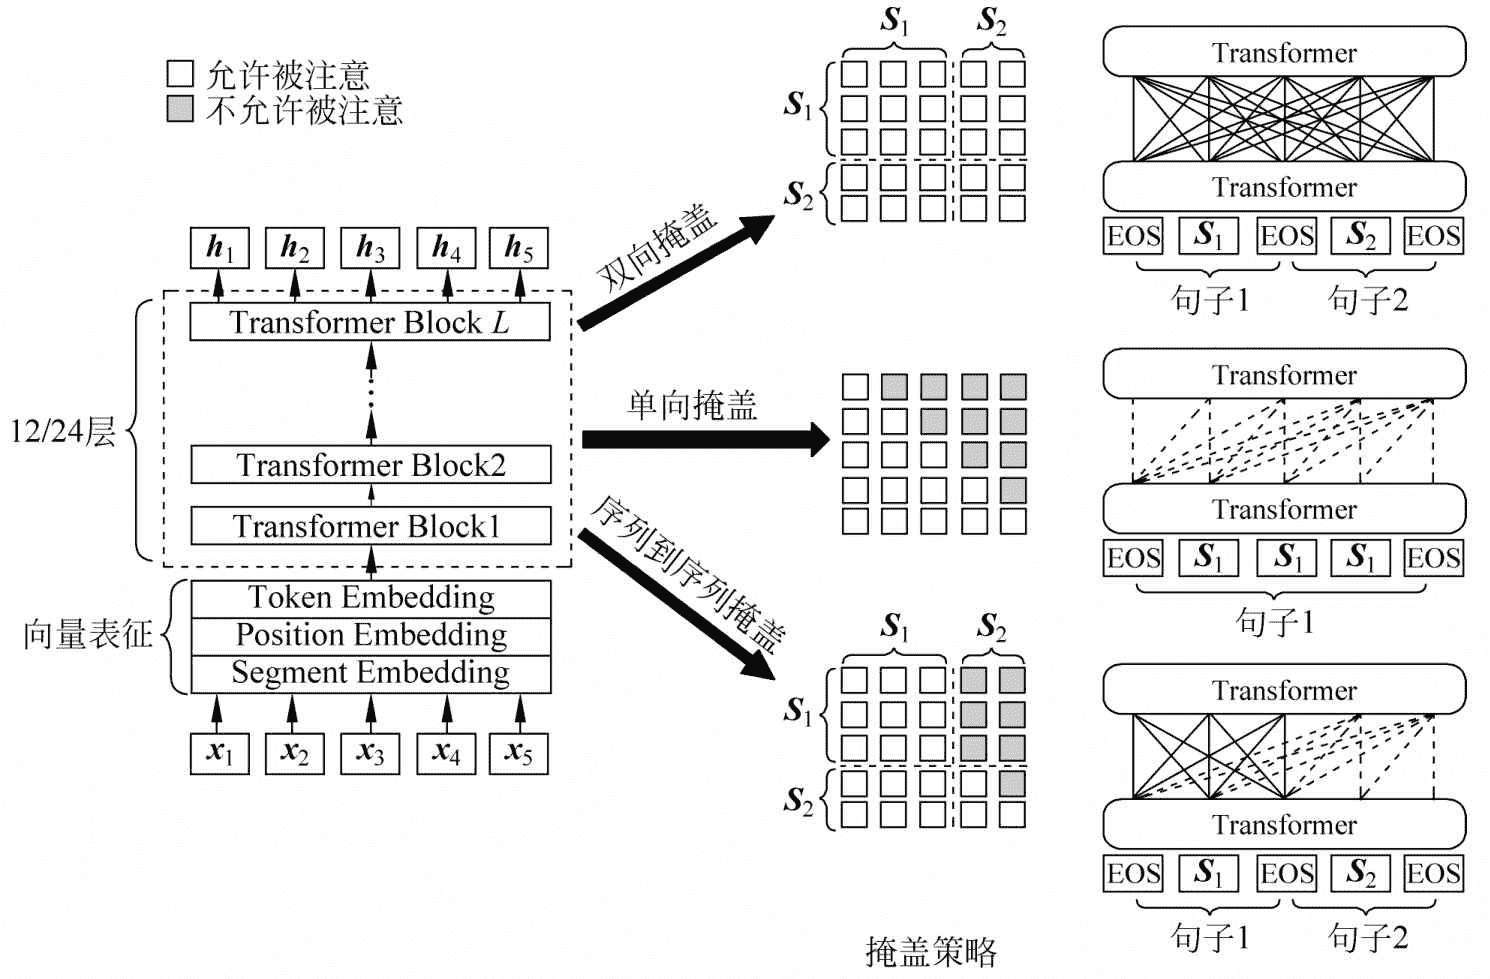 允许被注意
不允许被注意
h1 h2 h3 h4 h5
Transformer Block L
Transformer Block2
Transformer Block1
12/24层
Token Embedding
Position Embedding
Segment Embedding
向量表征
x1 x2 x3 x4 x5
双向掩盖
单向掩盖
序列到序列掩盖
S1 S2
S1
S2
Transformer
Transformer
EOS S1 EOS S2 EOS
句子1 句子2
Transformer
Transformer
EOS S1 S1 S1 EOS
句子1
S1 S2
S1
S2
Transformer
Transformer
EOS S1 EOS S2 EOS
句子1 句子2
掩盖策略